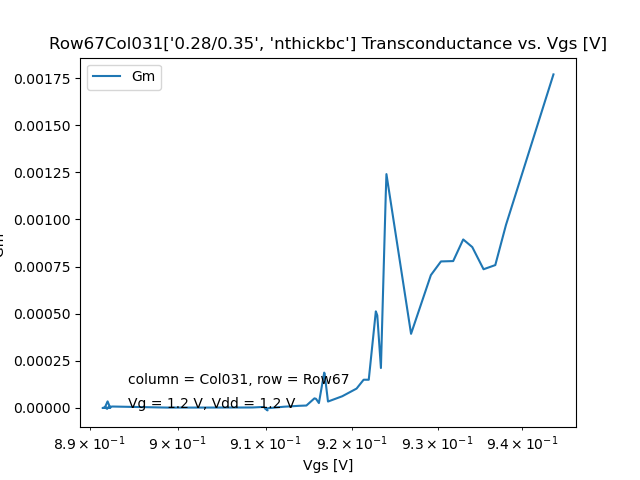 Row67Col031['0.28/0.35', 'nthickbc'] Transconductance vs. Vgs [V]
Gm
0.00175
0.00150
0.00125
0.00100
0.00075
0.00050
0.00025
0.00000
Gm
column = Col031, row = Row67
Vg = 1.2 V, Vdd = 1.2 V
8.9 × 10⁻¹ 9 × 10⁻¹ 9.1 × 10⁻¹ 9.2 × 10⁻¹ 9.3 × 10⁻¹ 9.4 × 10⁻¹
Vgs [V]